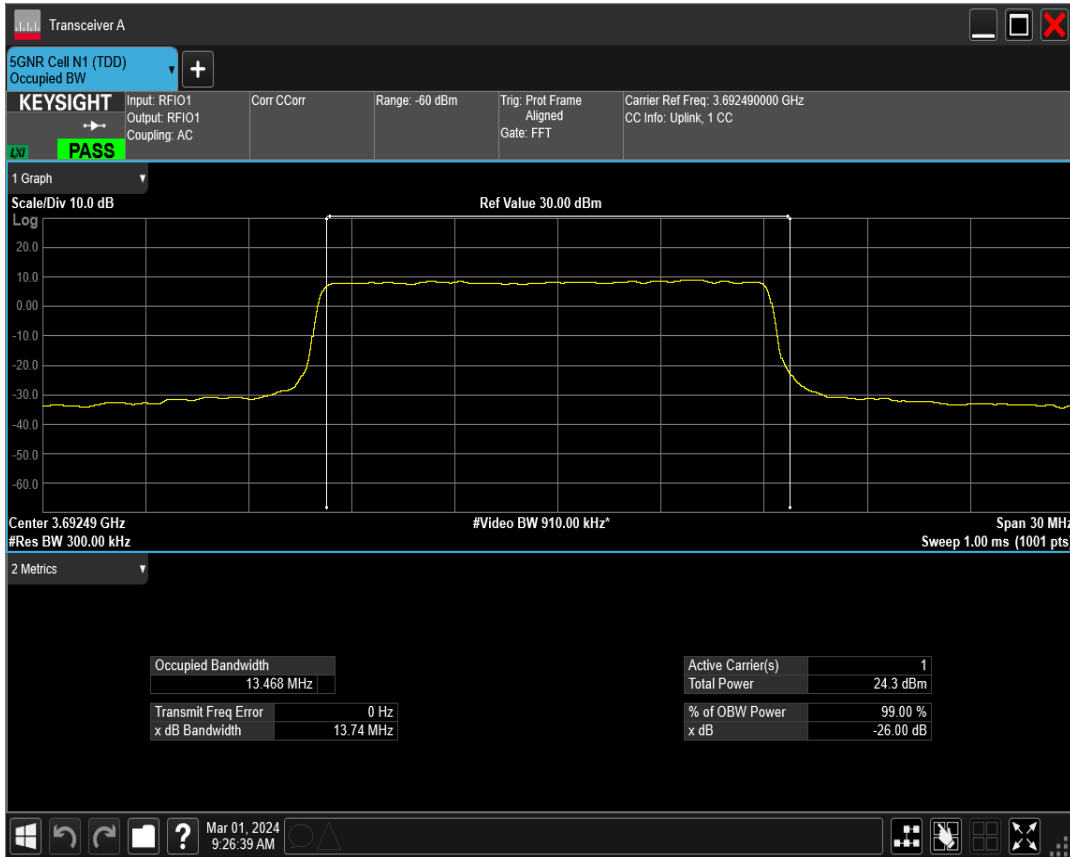 Transceiver A
5GNR Cell N1 (TDD)
Occupied BW
+
KEYSIGHT
LXI
PASS
Input: RFIO1
Output: RFIO1
Coupling: AC
Corr CCorr
Range: -60 dBm
Trig: Prot Frame
Aligned
Gate: FFT
Carrier Ref Freq: 3.692490000 GHz
CC Info: Uplink, 1 CC
1 Graph
Scale/Div 10.0 dB
Ref Value 30.00 dBm
Log
20.0
10.0
0.00
-10.0
-20.0
-30.0
-40.0
-50.0
-60.0
Center 3.69249 GHz
#Video BW 910.00 kHz*
Span 30 MHz
#Res BW 300.00 kHz
Sweep 1.00 ms (1001 pts)
2 Metrics
Occupied Bandwidth
13.468 MHz
Transmit Freq Error 0 Hz
x dB Bandwidth 13.74 MHz
Active Carrier(s) 1
Total Power 24.3 dBm
% of OBW Power 99.00 %
x dB -26.00 dB
?
Mar 01, 2024
9:26:39 AM